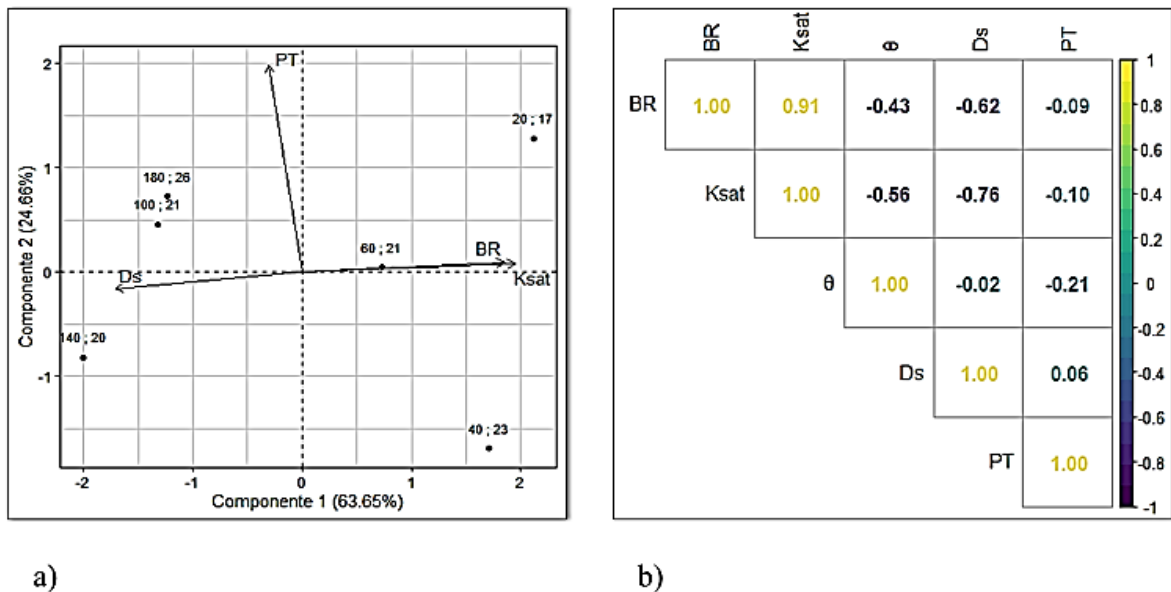 2
1
0
-1
-2
-1
0
1
2
Componente 2 (24.66%)
Componente 1 (63.65%)
PT
20 ; 17
180 ; 26
100 ; 21
60 ; 21
BR
Ds
Ksat
140 ; 20
40 ; 23
a)
BR Ksat θ Ds PT
BR 1.00 0.91 -0.43 -0.62 -0.09
Ksat 1.00 -0.56 -0.76 -0.10
θ 1.00 -0.02 -0.21
Ds 1.00 0.06
PT 1.00
1
0.8
0.6
0.4
0.2
0
-0.2
-0.4
-0.6
-0.8
-1
b)